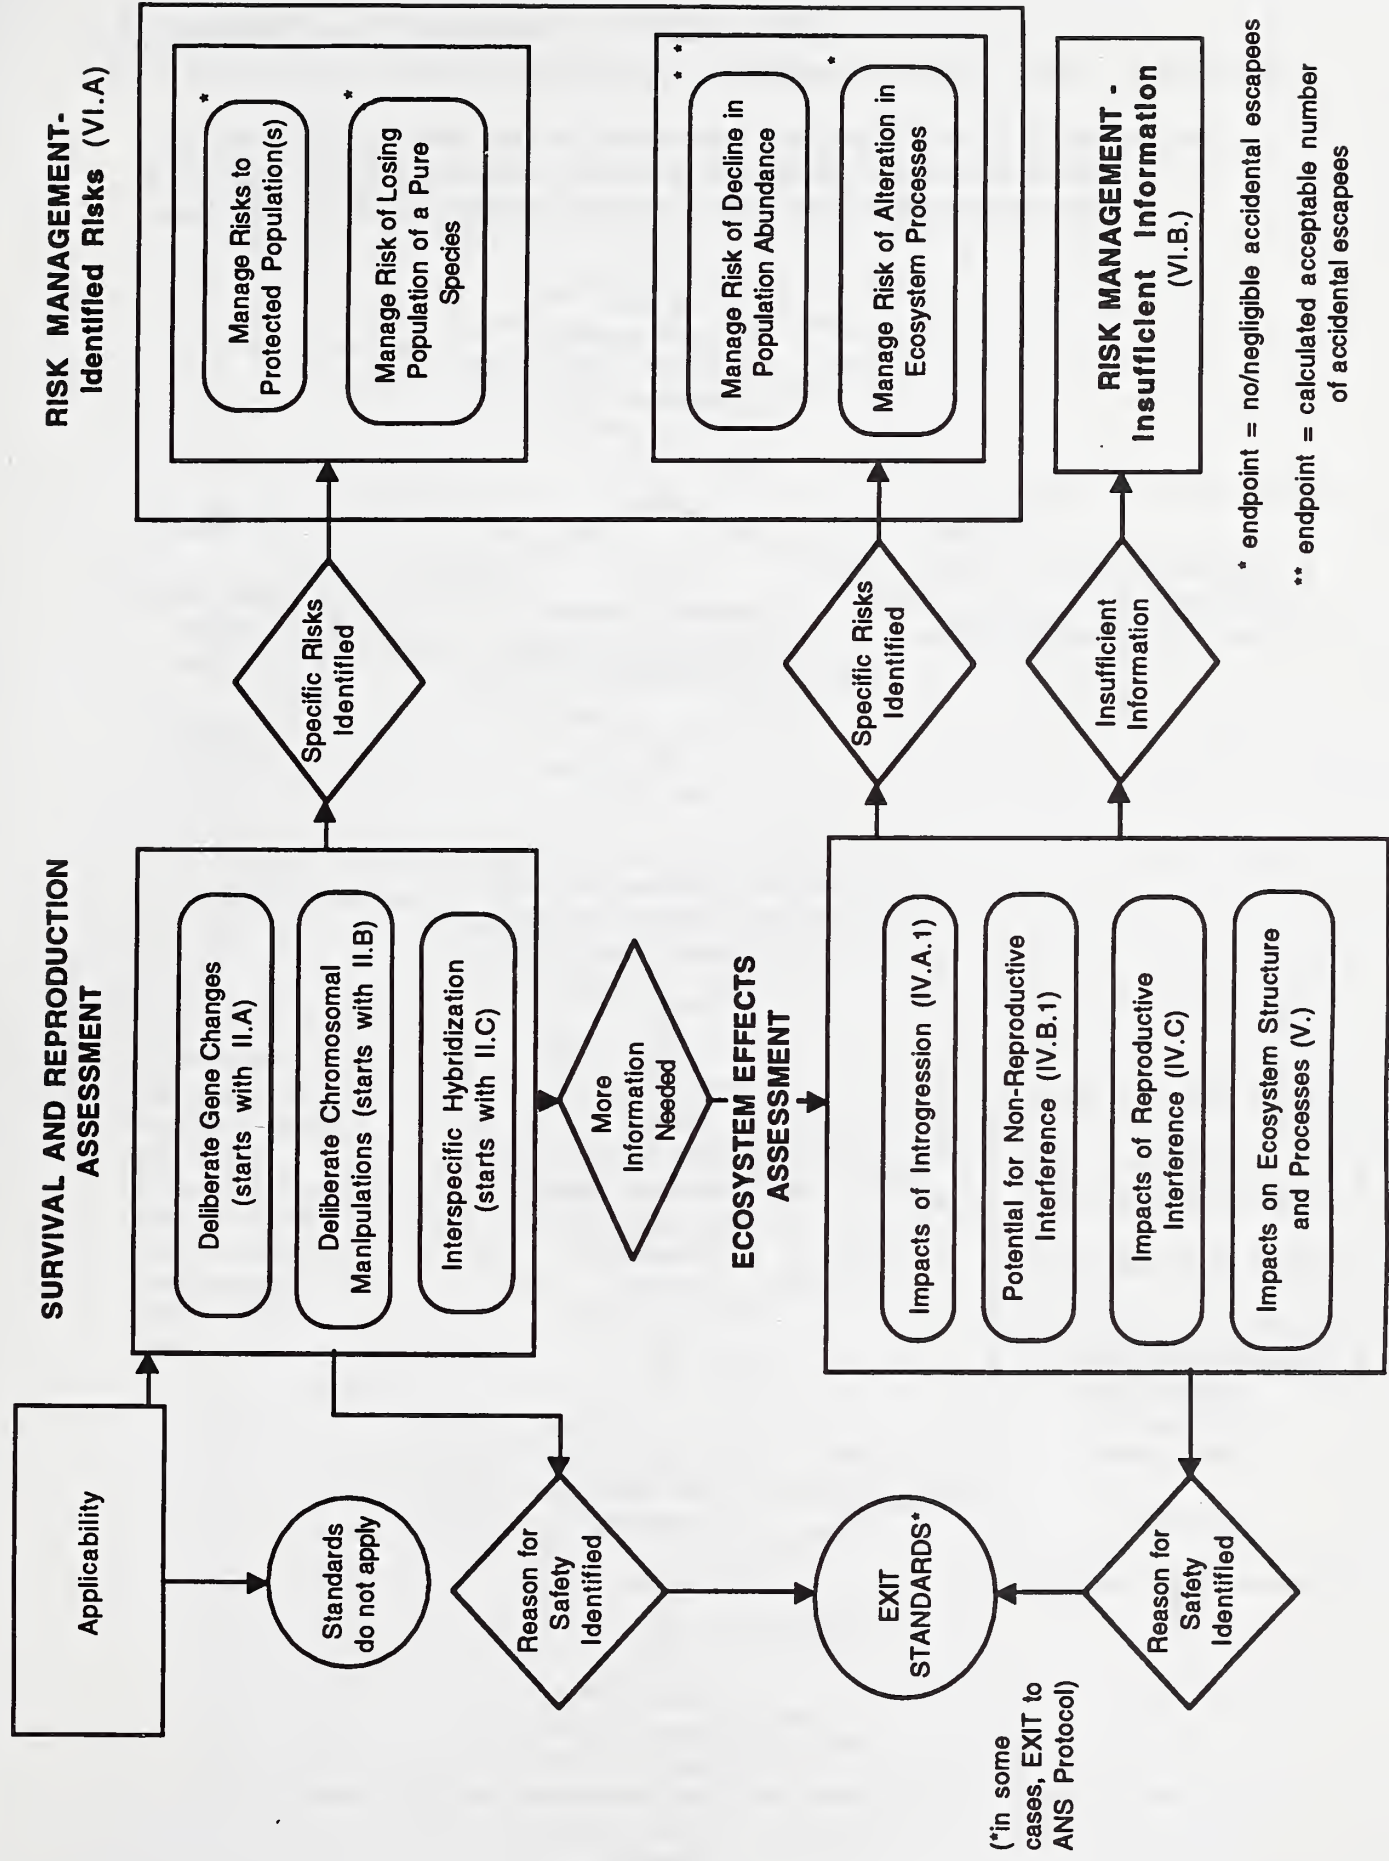 Applicability
Standards
do not apply
SURVIVAL AND REPRODUCTION
ASSESSMENT
Deliberate Gene Changes
(starts with II.A)
Deliberate Chromosomal
Manipulations (starts with II.B)
Interspecific Hybridization
(starts with II.C)
Reason for
Safety
Identified
More
Information
Needed
Specific Risks
Identified
RISK MANAGEMENT-
Identified Risks (VI.A)
*
Manage Risks to
Protected Population(s)
*
Manage Risk of Losing
Population of a Pure
Species
* *
Manage Risk of Decline in
Population Abundance
*
Manage Risk of Alteration in
Ecosystem Processes
EXIT
STANDARDS*
(*in some
cases, EXIT to
ANS Protocol)
Reason for
Safety
Identified
ECOSYSTEM EFFECTS
ASSESSMENT
Impacts of Introgression (IV.A.1)
Potential for Non-Reproductive
Interference (IV.B.1)
Impacts of Reproductive
Interference (IV.C)
Impacts on Ecosystem Structure
and Processes (V.)
Specific Risks
Identified
Insufficient
Information
RISK MANAGEMENT -
Insufficient Information
(VI.B.)
* endpoint = no/negligible accidental escapees
** endpoint = calculated acceptable number
of accidental escapees